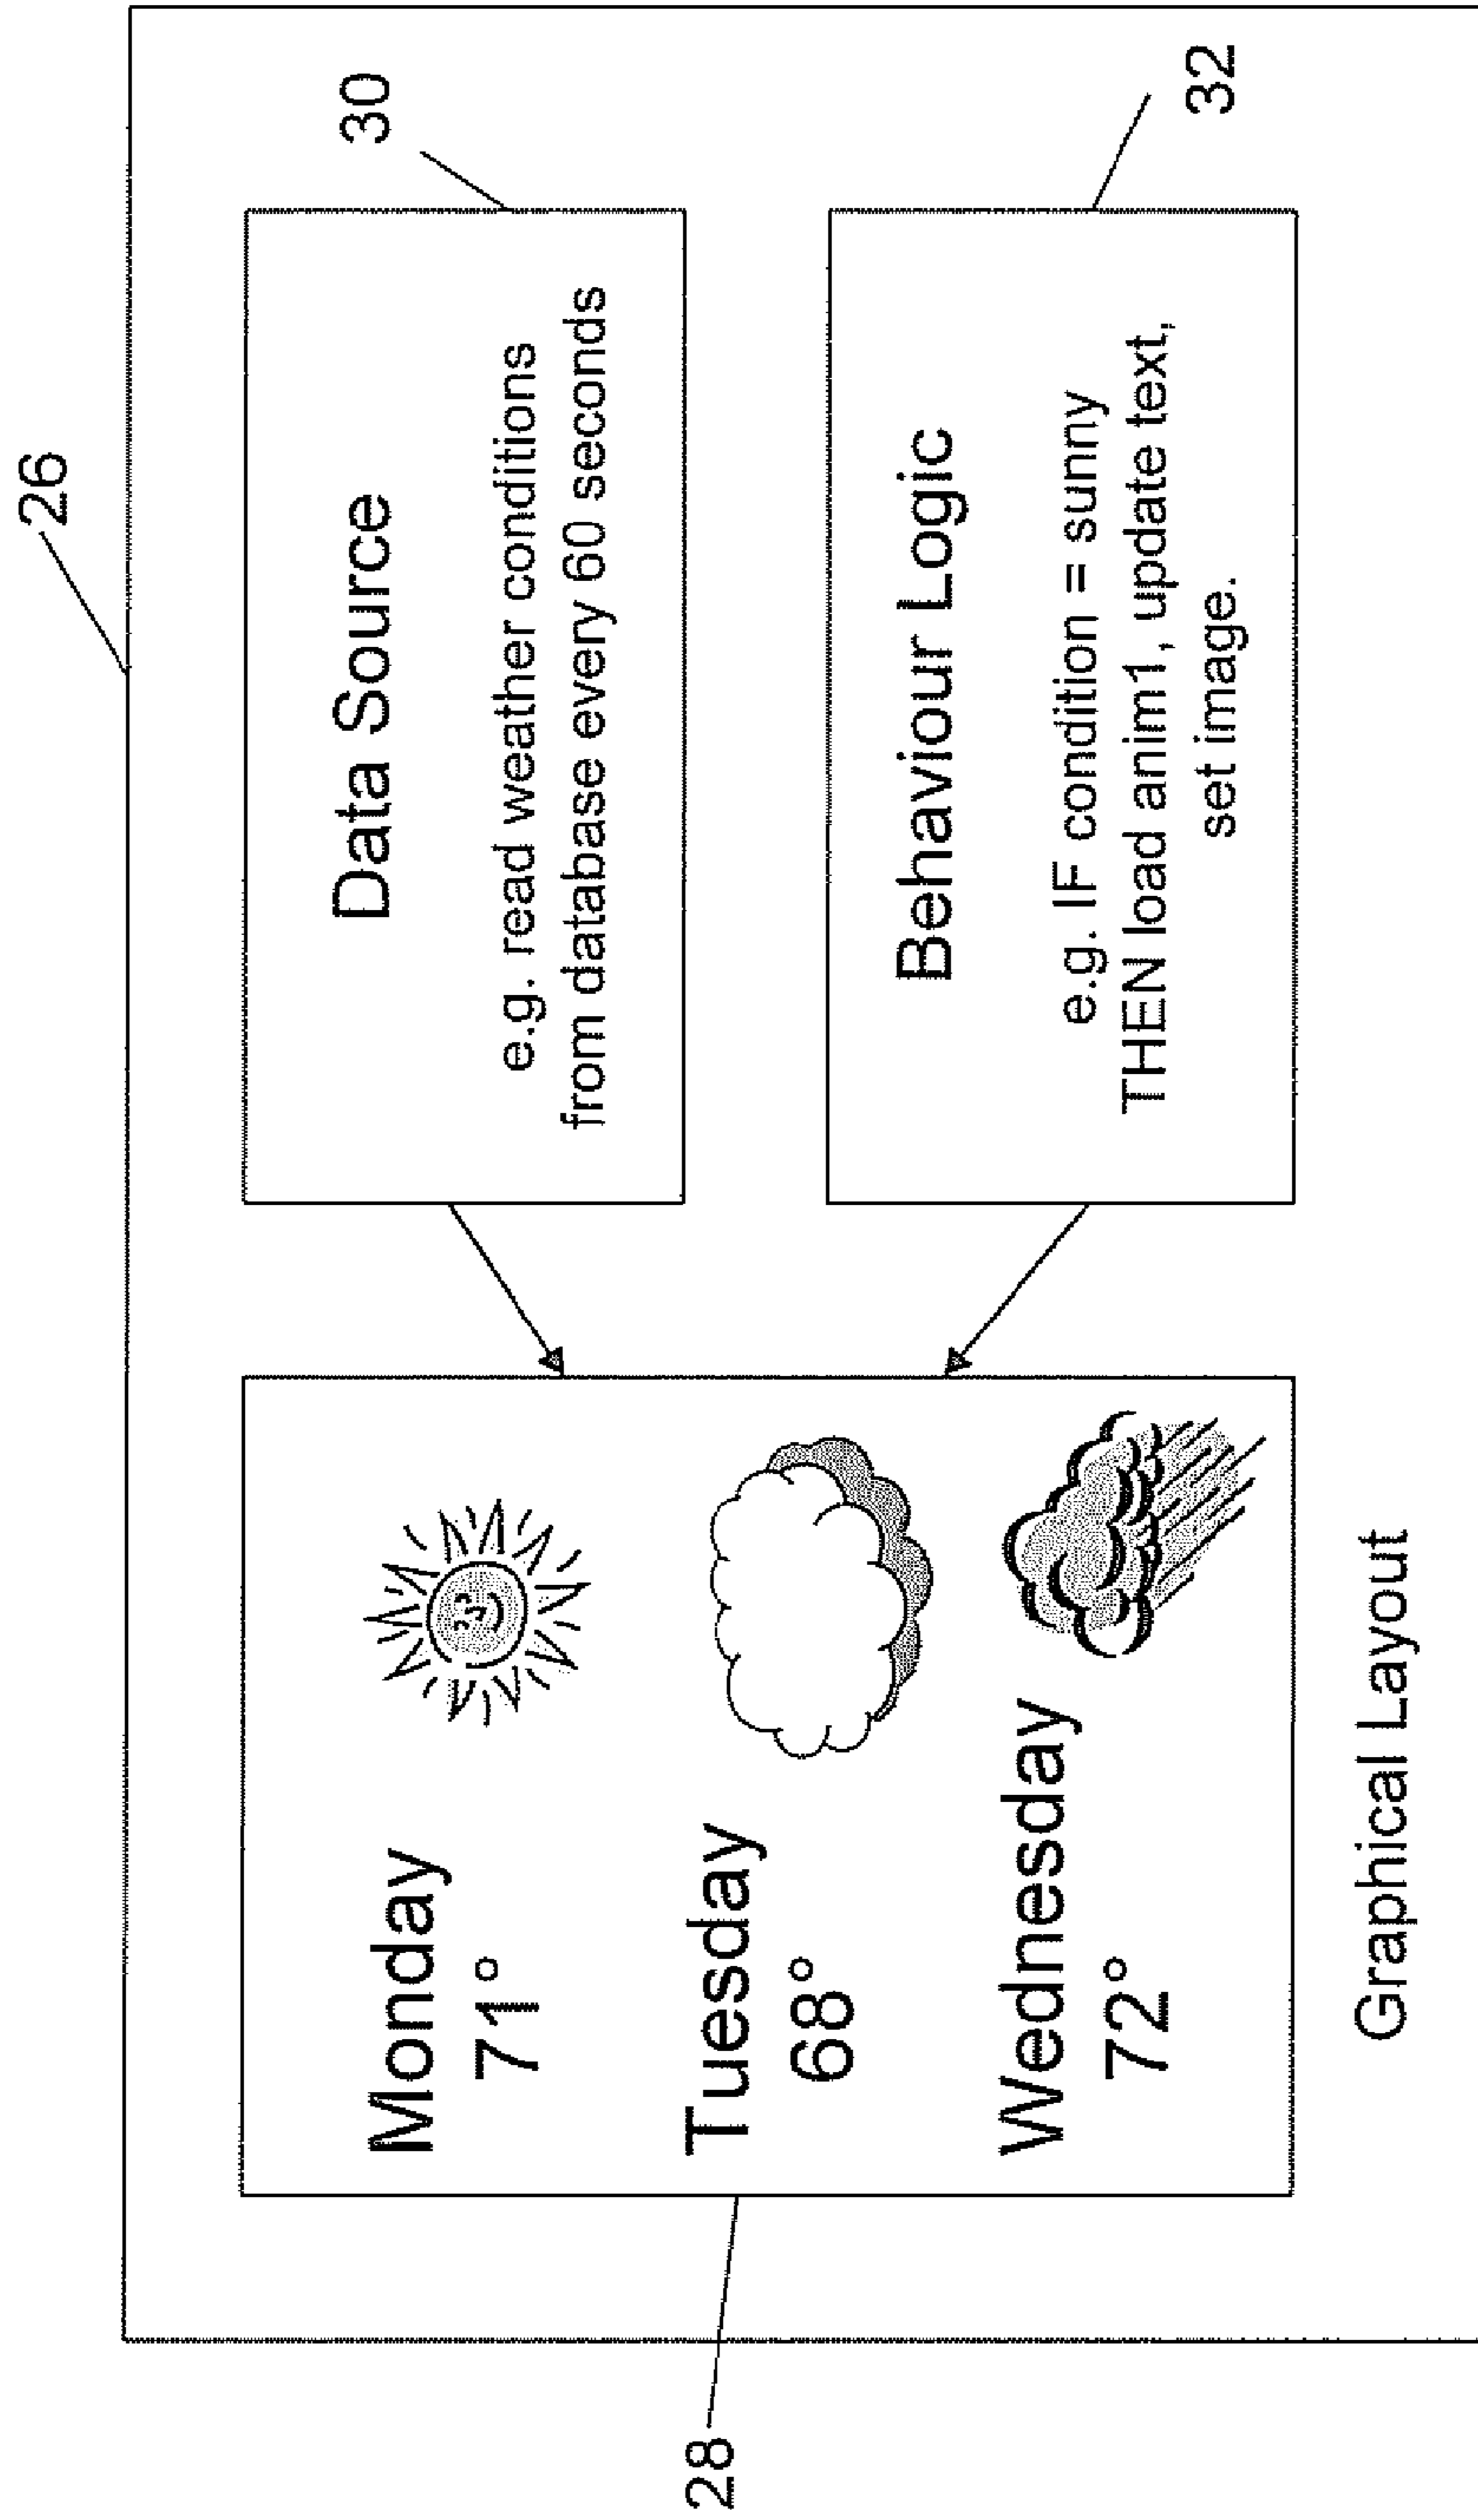 26
28
Monday
71°
Tuesday
68°
Wednesday
72°
Graphical Layout
Data Source
e.g. read weather conditions
from database every 60 seconds
30
Behaviour Logic
e.g. IF condition = sunny
THEN load anim1, update text,
set image.
32